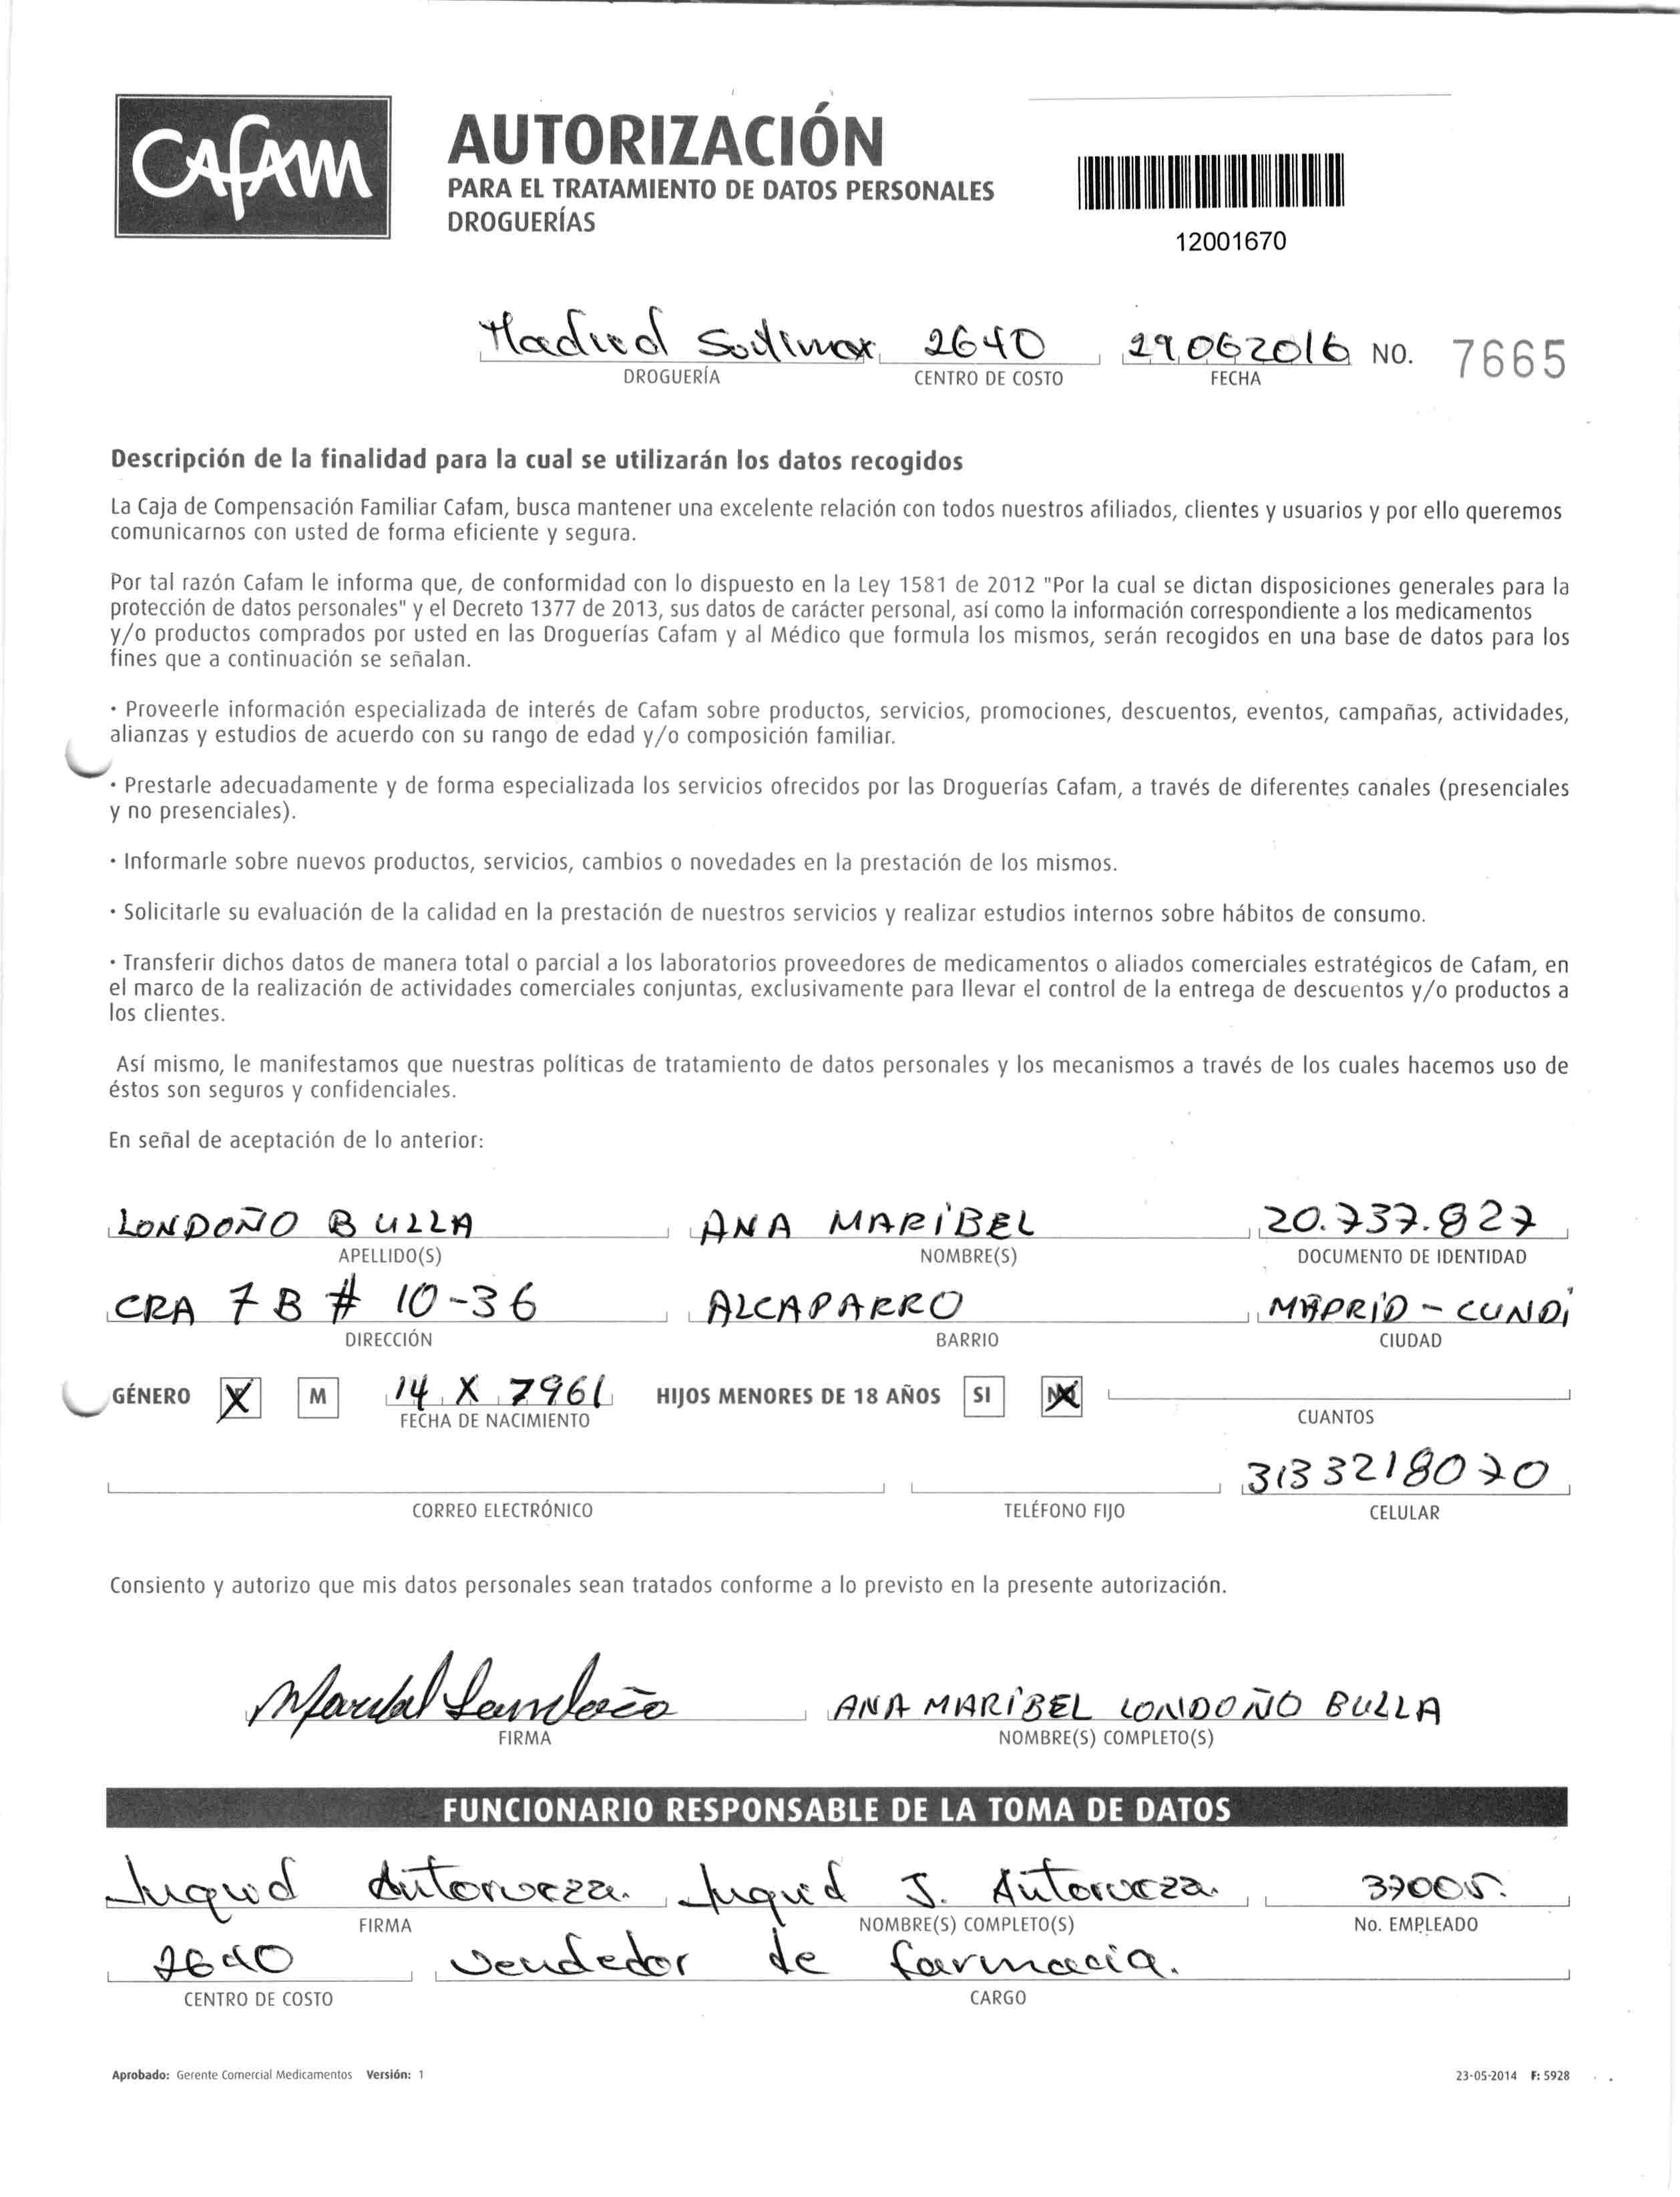 CAFAM
AUTORIZACIÓN
PARA EL TRATAMIENTO DE DATOS PERSONALES
DROGUERÍAS
12001670
Madrid 2640 29062016 NO. 7665
DROGUERÍA CENTRO DE COSTO FECHA
Descripción de la finalidad para la cual se utilizarán los datos recogidos
La Caja de Compensación Familiar Cafam, busca mantener una excelente relación con todos nuestros afiliados, clientes y usuarios y por ello queremos
comunicarnos con usted de forma eficiente y segura.
Por tal razón Cafam le informa que, de conformidad con lo dispuesto en la Ley 1581 de 2012 "Por la cual se dictan disposiciones generales para la
protección de datos personales" y el Decreto 1377 de 2013, sus datos de carácter personal, así como la información correspondiente a los medicamentos
y/o productos comprados por usted en las Droguerías Cafam y al Médico que formula los mismos, serán recogidos en una base de datos para los
fines que a continuación se señalan.
· Proveerle información especializada de interés de Cafam sobre productos, servicios, promociones, descuentos, eventos, campañas, actividades,
alianzas y estudios de acuerdo con su rango de edad y/o composición familiar.
· Prestarle adecuadamente y de forma especializada los servicios ofrecidos por las Droguerías Cafam, a través de diferentes canales (presenciales
y no presenciales).
· Informarle sobre nuevos productos, servicios, cambios o novedades en la prestación de los mismos.
· Solicitarle su evaluación de la calidad en la prestación de nuestros servicios y realizar estudios internos sobre hábitos de consumo.
· Transferir dichos datos de manera total o parcial a los laboratorios proveedores de medicamentos o aliados comerciales estratégicos de Cafam, en
el marco de la realización de actividades comerciales conjuntas, exclusivamente para llevar el control de la entrega de descuentos y/o productos a
los clientes.
Así mismo, le manifestamos que nuestras políticas de tratamiento de datos personales y los mecanismos a través de los cuales hacemos uso de
éstos son seguros y confidenciales.
En señal de aceptación de lo anterior:
LONDOÑO BULLA ANA MARIBEL 20.737.827
APELLIDO(S) NOMBRE(S) DOCUMENTO DE IDENTIDAD
CRA 7 B # 10-36 ALCAPARRO MADRID - CUNDI
DIRECCIÓN BARRIO CIUDAD
GÉNERO X M 14 X 1961 HIJOS MENORES DE 18 AÑOS SI NO X
FECHA DE NACIMIENTO CUANTOS
3133218070
CORREO ELECTRÓNICO TELÉFONO FIJO CELULAR
Consiento y autorizo que mis datos personales sean tratados conforme a lo previsto en la presente autorización.
Maribel Londoño ANA MARIBEL LONDOÑO BULLA
FIRMA NOMBRE(S) COMPLETO(S)
FUNCIONARIO RESPONSABLE DE LA TOMA DE DATOS
J. 37005.
FIRMA NOMBRE(S) COMPLETO(S) No. EMPLEADO
2640 Vendedor de farmacia.
CENTRO DE COSTO CARGO
Aprobado: Gerente Comercial Medicamentos Versión: 1 23-05-2014 F: 5928